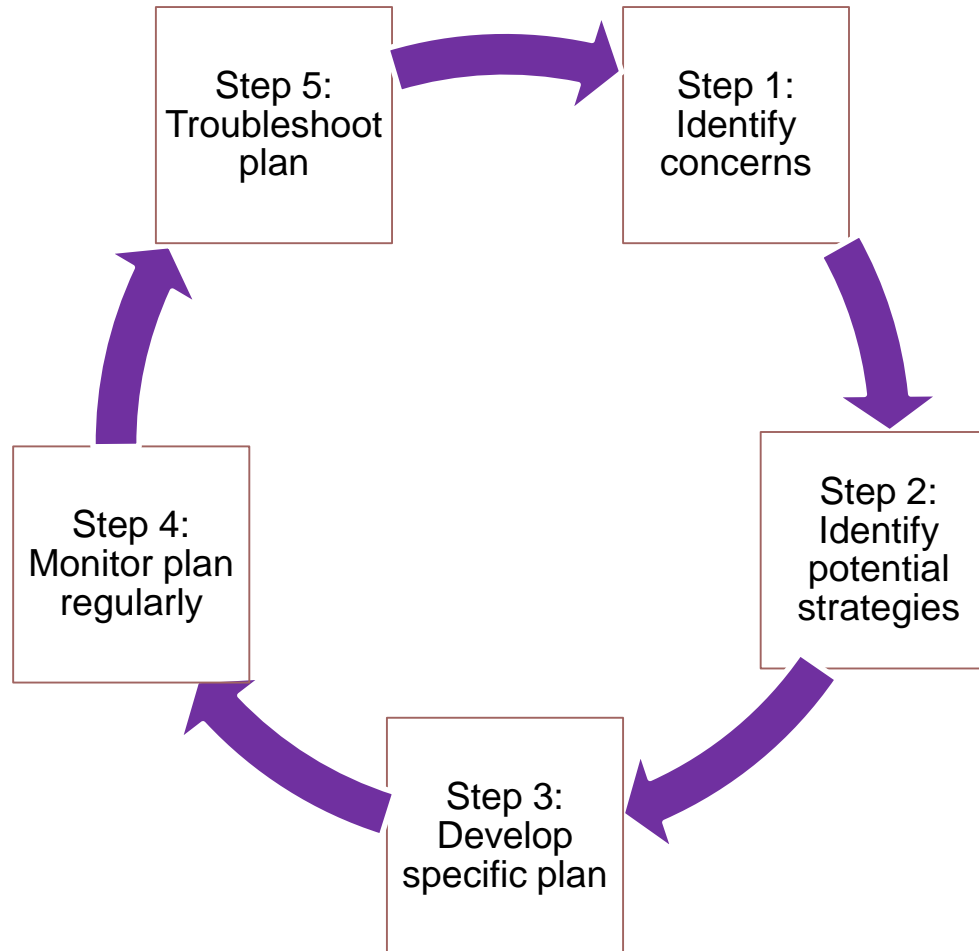 Step 1:
Identify
concerns
Step 2:
Identify
potential
strategies
Step 3:
Develop
specific plan
Step 4:
Monitor plan
regularly
Step 5:
Troubleshoot
plan